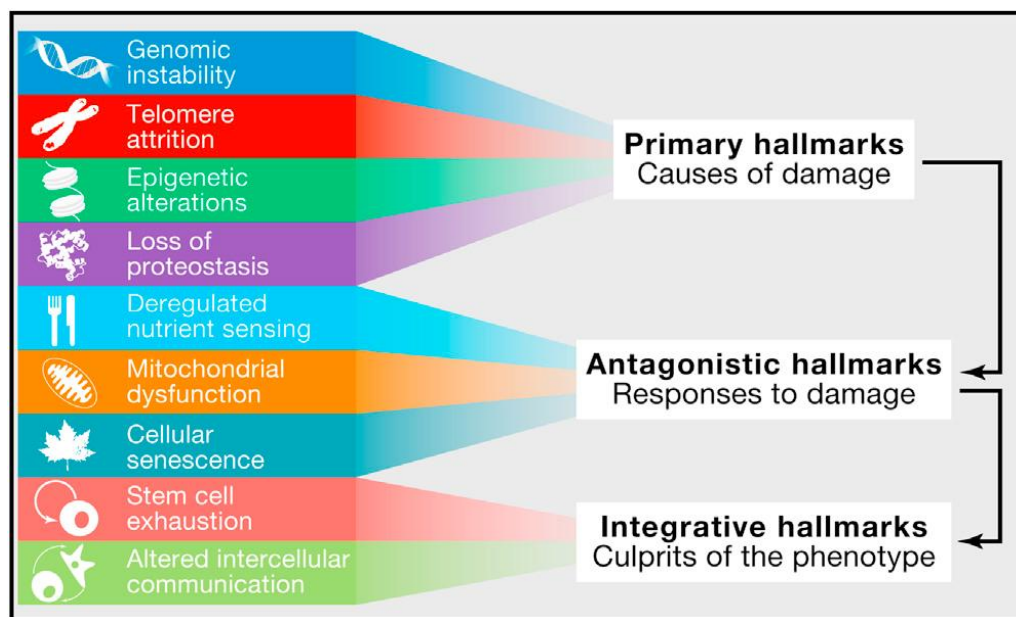 Genomic
instability
Telomere
attrition
Epigenetic
alterations
Loss of
proteostasis
Deregulated
nutrient sensing
Mitochondrial
dysfunction
Cellular
senescence
Stem cell
exhaustion
Altered intercellular
communication
Primary hallmarks
Causes of damage
Antagonistic hallmarks
Responses to damage
Integrative hallmarks
Culprits of the phenotype